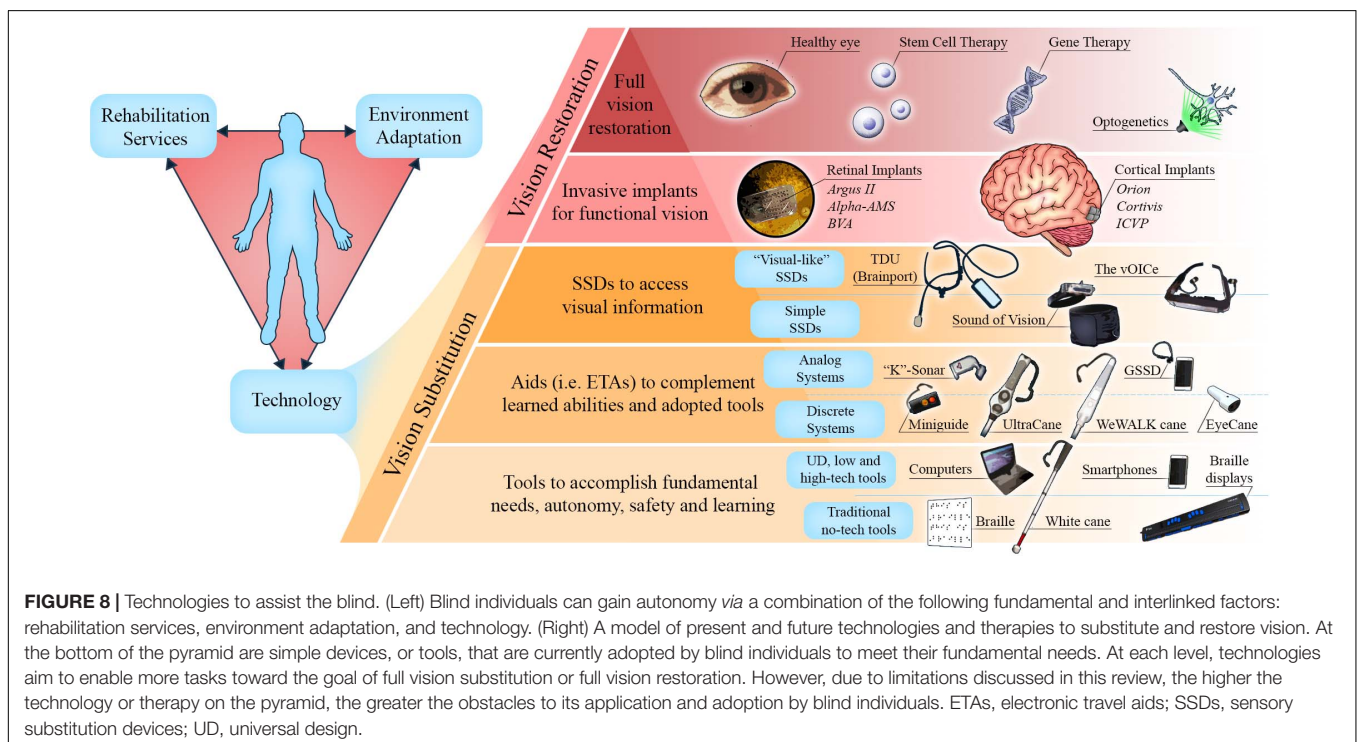 Rehabilitation
Services
Environment
Adaptation
Technology
Vision Restoration
Vision Substitution
Full
vision
restoration
Healthy eye
Stem Cell Therapy
Gene Therapy
Optogenetics
Invasive implants
for functional vision
Retinal Implants
Argus II
Alpha-AMS
BVA
Cortical Implants
Orion
Cortivis
ICVP
SSDs to access
visual information
“Visual-like”
SSDs
TDU
(Brainport)
The vOICe
Simple
SSDs
Sound of Vision
Aids (i.e. ETAs) to complement
learned abilities and adopted tools
Analog
Systems
“K”-Sonar
GSSD
Discrete
Systems
Miniguide
UltraCane
WeWALK cane
EyeCane
Tools to accomplish fundamental
needs, autonomy, safety and learning
UD, low and
high-tech tools
Computers
Smartphones
Braille
displays
Traditional
no-tech tools
Braille
White cane
FIGURE 8 | Technologies to assist the blind. (Left) Blind individuals can gain autonomy via a combination of the following fundamental and interlinked factors:
rehabilitation services, environment adaptation, and technology. (Right) A model of present and future technologies and therapies to substitute and restore vision. At
the bottom of the pyramid are simple devices, or tools, that are currently adopted by blind individuals to meet their fundamental needs. At each level, technologies
aim to enable more tasks toward the goal of full vision substitution or full vision restoration. However, due to limitations discussed in this review, the higher the
technology or therapy on the pyramid, the greater the obstacles to its application and adoption by blind individuals. ETAs, electronic travel aids; SSDs, sensory
substitution devices; UD, universal design.